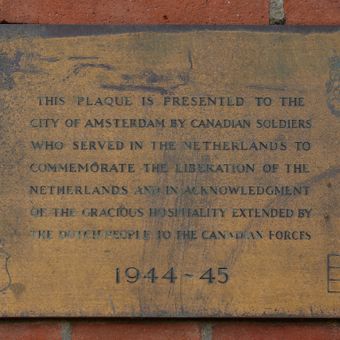 THIS PLAQUE IS PRESENTED TO THE
CITY OF AMSTERDAM BY CANADIAN SOLDIERS
WHO SERVED IN THE NETHERLANDS TO
COMMEMORATE THE LIBERATION OF THE
NETHERLANDS AND IN ACKNOWLEDGMENT
OF THE GRACIOUS HOSPITALITY EXTENDED BY
THE DUTCH PEOPLE TO THE CANADIAN FORCES
1944~45